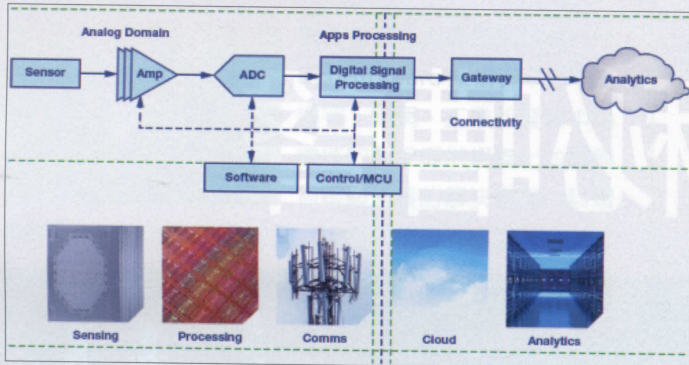 Analog Domain
Apps Processing
Sensor
Amp
ADC
Digital Signal
Processing
Gateway
Analytics
Connectivity
Software
Control/MCU
Sensing
Processing
Comms
Cloud
Analytics